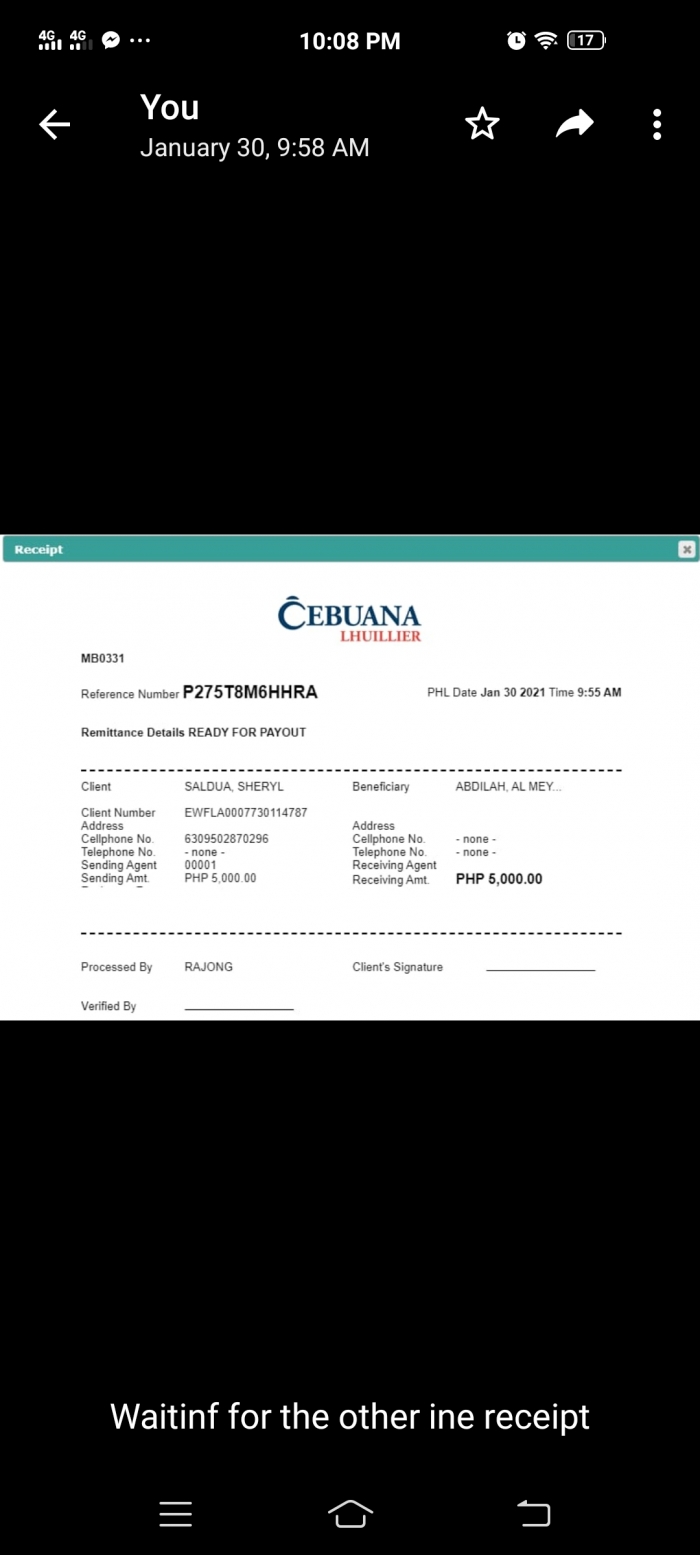 4G 4G ... 10:08 PM 17
You
January 30, 9:58 AM
Receipt
CEBUANA
LHUILLIER
MB0331
Reference Number P275T8M6HHRA PHL Date Jan 30 2021 Time 9:55 AM
Remittance Details READY FOR PAYOUT
Client SALDUA, SHERYL Beneficiary ABDILAH, AL MEY...
Client Number EWFLA0007730114787
Address Address
Cellphone No. 6309502870296 Cellphone No. - none -
Telephone No. - none - Telephone No. - none -
Sending Agent 00001 Receiving Agent
Sending Amt. PHP 5,000.00 Receiving Amt. PHP 5,000.00
Processed By RAJONG Client's Signature
Verified By
Waitinf for the other ine receipt